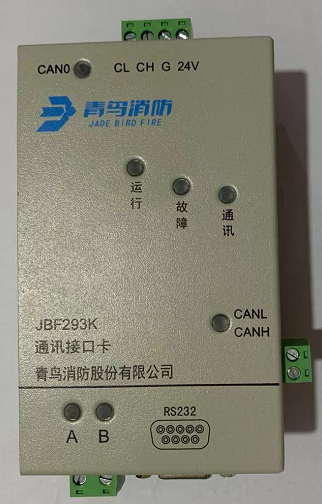 CAN0 CL CH G 24V
青鸟消防
JADE BIRD FIRE
运行
故障
通讯
CANL
CANH
JBF293K
通讯接口卡
青鸟消防股份有限公司
A B
RS232